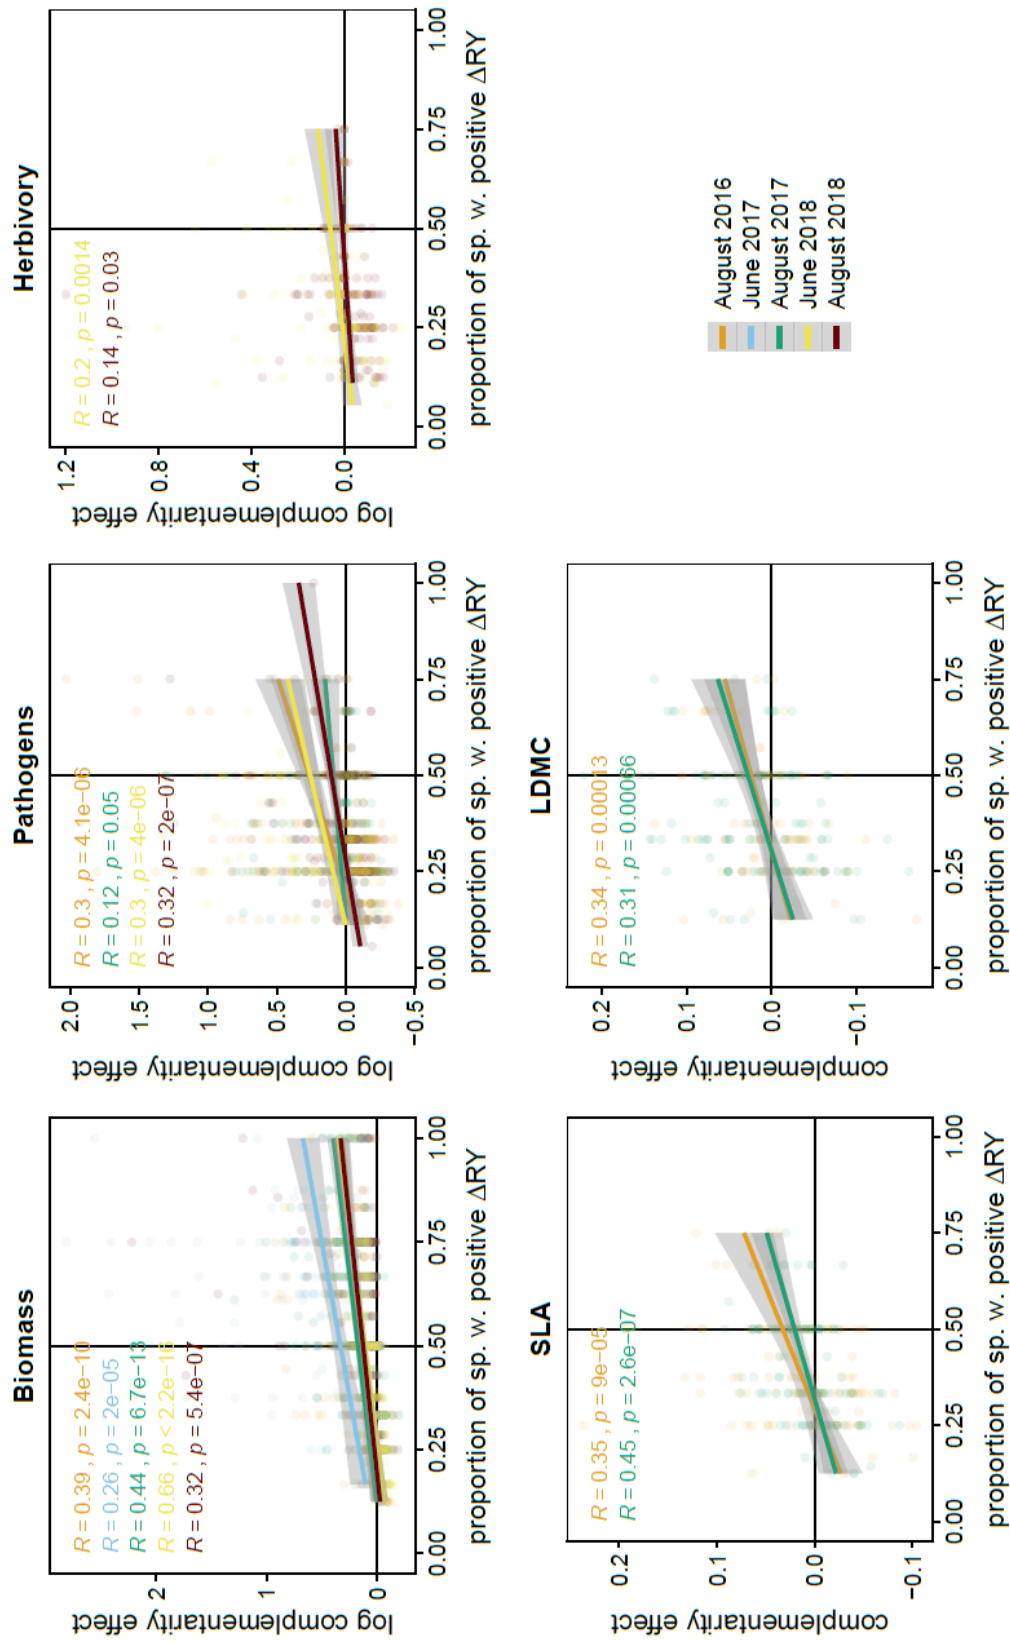 Biomass
R = 0.39 , p = 2.4e−10
R = 0.26 , p = 2e−05
R = 0.44 , p = 6.7e−13
R = 0.66 , p < 2.2e−16
R = 0.32 , p = 5.4e−07
log complementarity effect
2
1
0
0.00 0.25 0.50 0.75 1.00
proportion of sp. w. positive ΔRY
Pathogens
R = 0.3 , p = 4.1e−06
R = 0.12 , p = 0.05
R = 0.3 , p = 4e−06
R = 0.32 , p = 2e−07
log complementarity effect
2.0
1.5
1.0
0.5
0.0
−0.5
0.00 0.25 0.50 0.75 1.00
proportion of sp. w. positive ΔRY
Herbivory
R = 0.2 , p = 0.0014
R = 0.14 , p = 0.03
log complementarity effect
1.2
0.8
0.4
0.0
0.00 0.25 0.50 0.75 1.00
proportion of sp. w. positive ΔRY
SLA
R = 0.35 , p = 9e−05
R = 0.45 , p = 2.6e−07
complementarity effect
0.2
0.1
0.0
−0.1
0.00 0.25 0.50 0.75 1.00
proportion of sp. w. positive ΔRY
LDMC
R = 0.34 , p = 0.00013
R = 0.31 , p = 0.00066
complementarity effect
0.2
0.1
0.0
−0.1
0.00 0.25 0.50 0.75 1.00
proportion of sp. w. positive ΔRY
August 2016
June 2017
August 2017
June 2018
August 2018